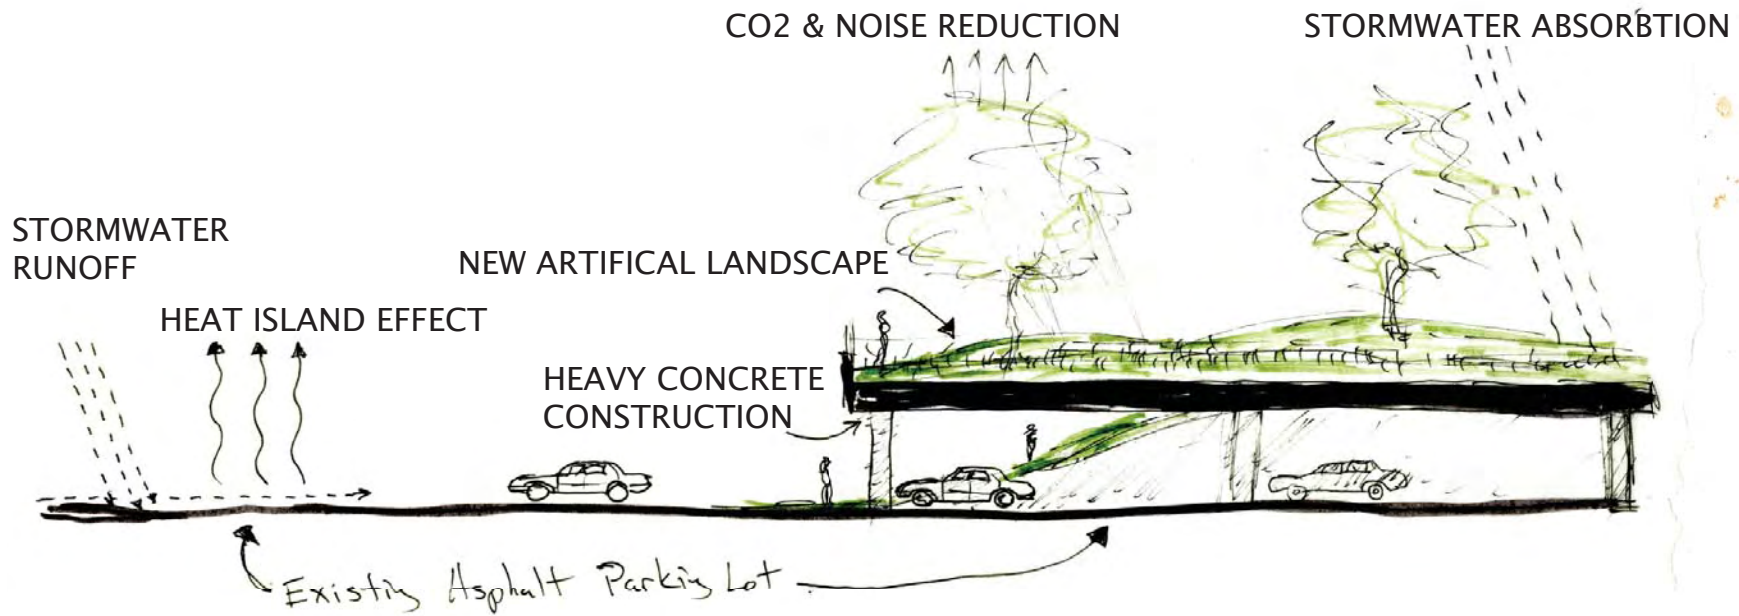 CO2 & NOISE REDUCTION
STORMWATER ABSORBTION
STORMWATER
RUNOFF
NEW ARTIFICAL LANDSCAPE
HEAT ISLAND EFFECT
HEAVY CONCRETE
CONSTRUCTION
Existing Asphalt Parking Lot